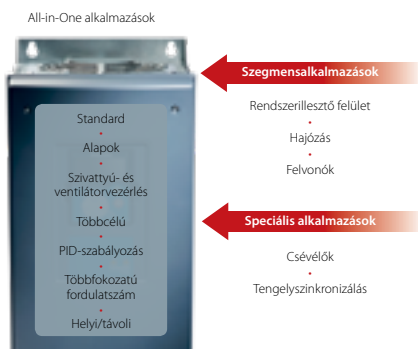 All-in-One alkalmazások
Standard
•
Alapok
•
Szivattyú- és
ventilátorvezérlés
•
Többcélú
•
PID-szabályozás
•
Többfokozatú
fordulatszám
•
Helyi/távoli
Szegmensalkalmazások
Rendszerillesztő felület
•
Hajózás
•
Felvonók
Speciális alkalmazások
Csévélők
•
Tengelyszinkronizálás